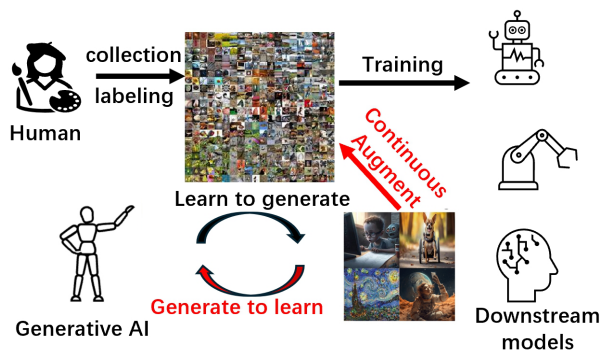 collection
labeling
Human
Training
Continuous
Augment
Learn to generate
Generate to learn
Generative AI
Downstream
models